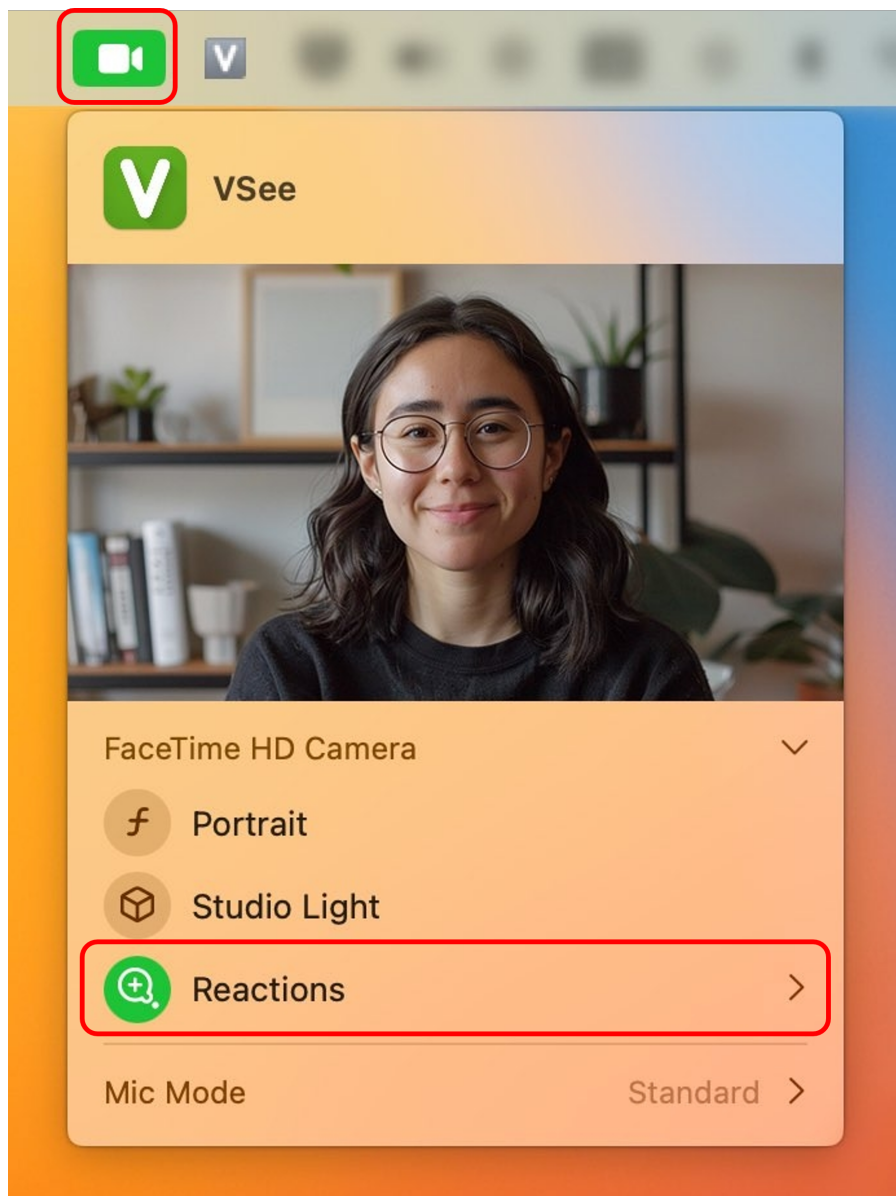 V
V
VSee
FaceTime HD Camera
Portrait
Studio Light
Reactions
Mic Mode Standard